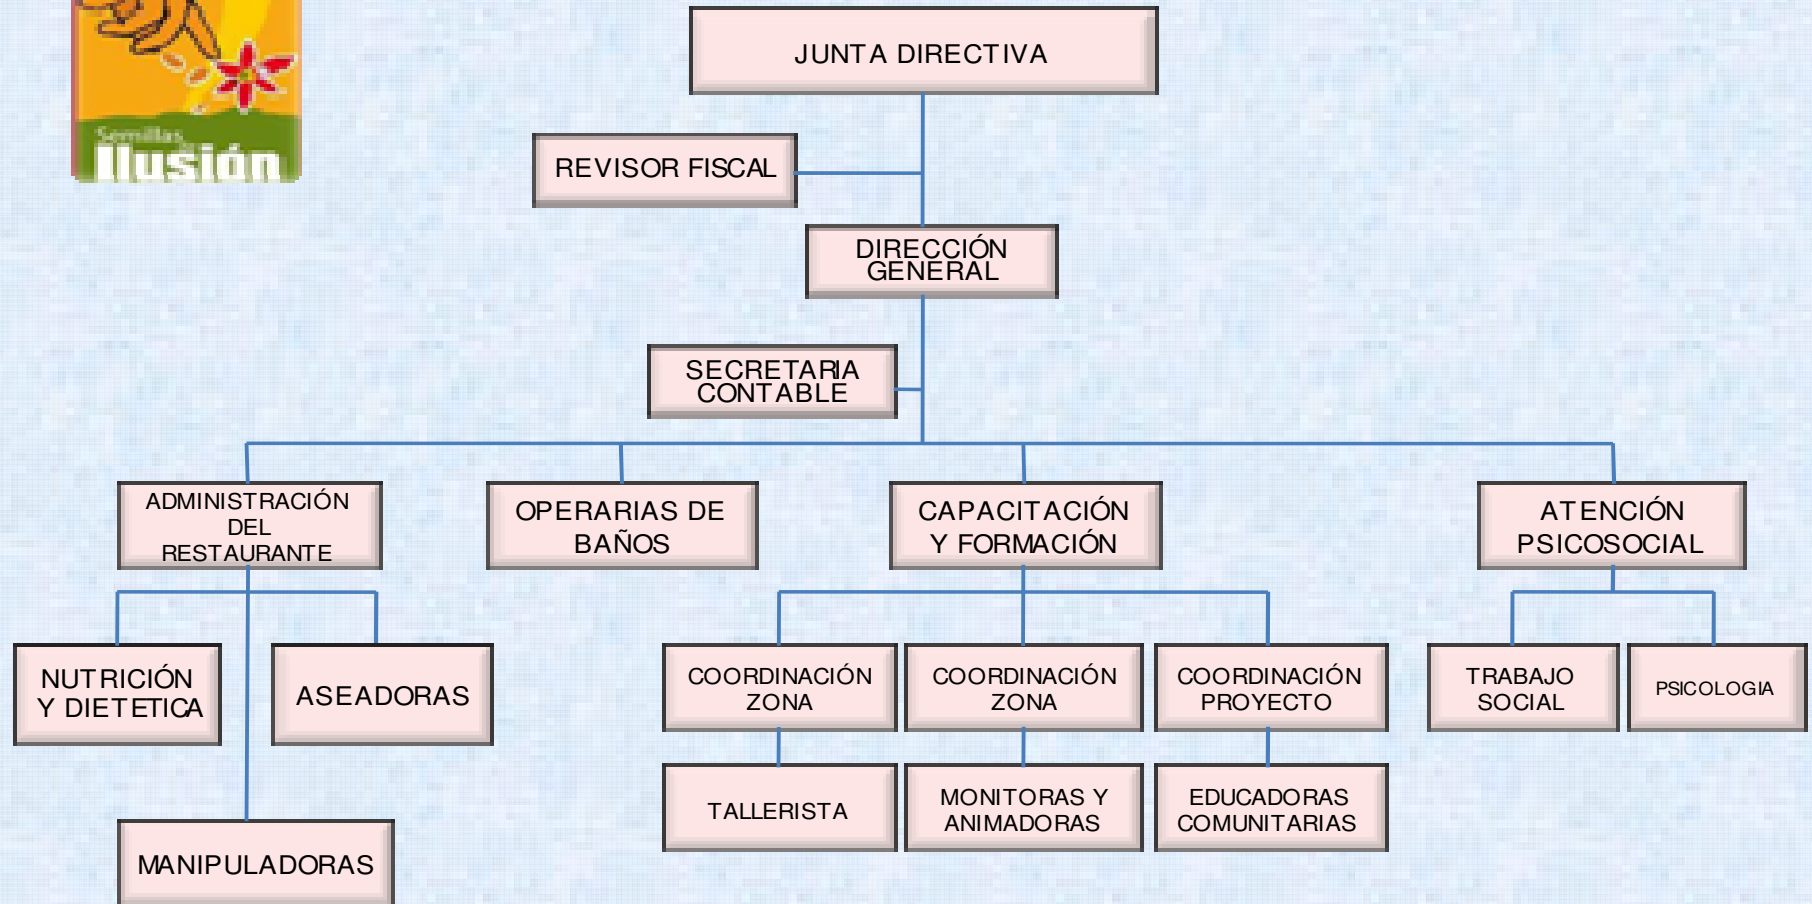 Semillas
de
Ilusión
JUNTA DIRECTIVA
REVISOR FISCAL
DIRECCIÓN
GENERAL
SECRETARIA
CONTABLE
ADMINISTRACIÓN
DEL
RESTAURANTE
OPERARIAS DE
BAÑOS
CAPACITACIÓN
Y FORMACIÓN
ATENCIÓN
PSICOSOCIAL
NUTRICIÓN
Y DIETETICA
ASEADORAS
COORDINACIÓN
ZONA
COORDINACIÓN
ZONA
COORDINACIÓN
PROYECTO
TRABAJO
SOCIAL
PSICOLOGIA
TALLERISTA
MONITORAS Y
ANIMADORAS
EDUCADORAS
COMUNITARIAS
MANIPULADORAS